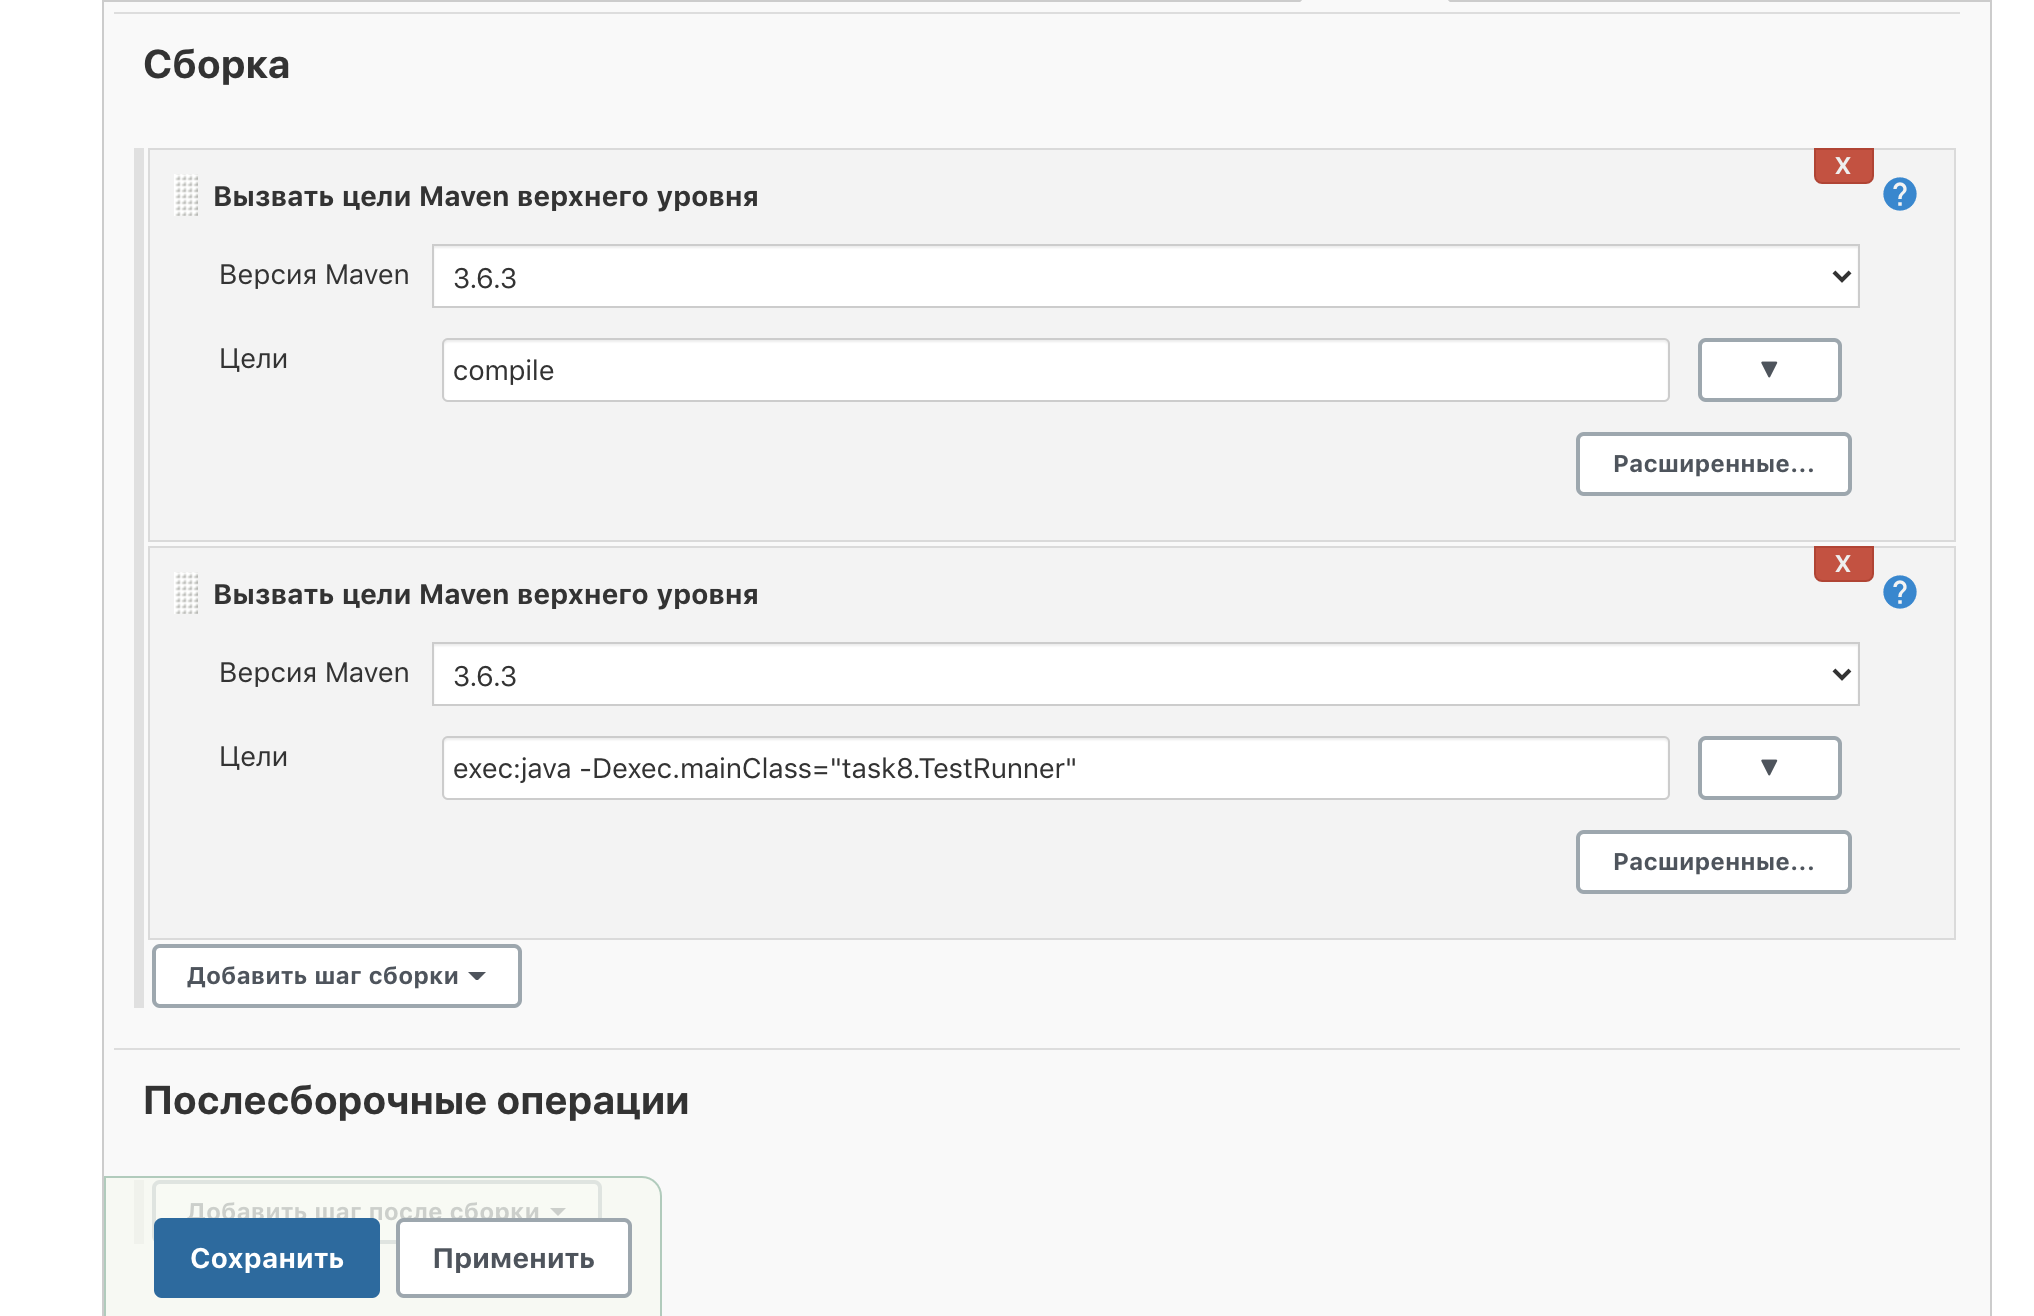 Сборка
X
Вызвать цели Maven верхнего уровня
?
Версия Maven
3.6.3
Цели
compile
Расширенные...
X
Вызвать цели Maven верхнего уровня
?
Версия Maven
3.6.3
Цели
exec:java -Dexec.mainClass="task8.TestRunner"
Расширенные...
Добавить шаг сборки
Послесборочные операции
Добавить шаг после сборки
Сохранить
Применить